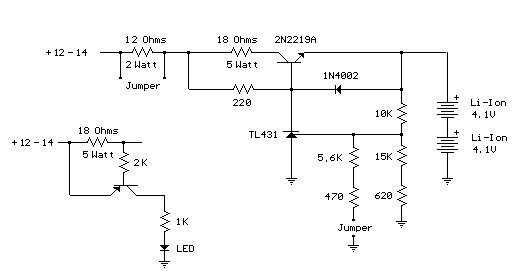 12 Ohms
18 Ohms
2N2219A
+12-14
2 Watt
5 Watt
Jumper
1N4002
220
Li-Ion
4.1V
10K
18 Ohms
+12-14
TL431
Li-Ion
4.1V
5 Watt
2K
5.6K
15K
470
620
1K
Jumper
LED